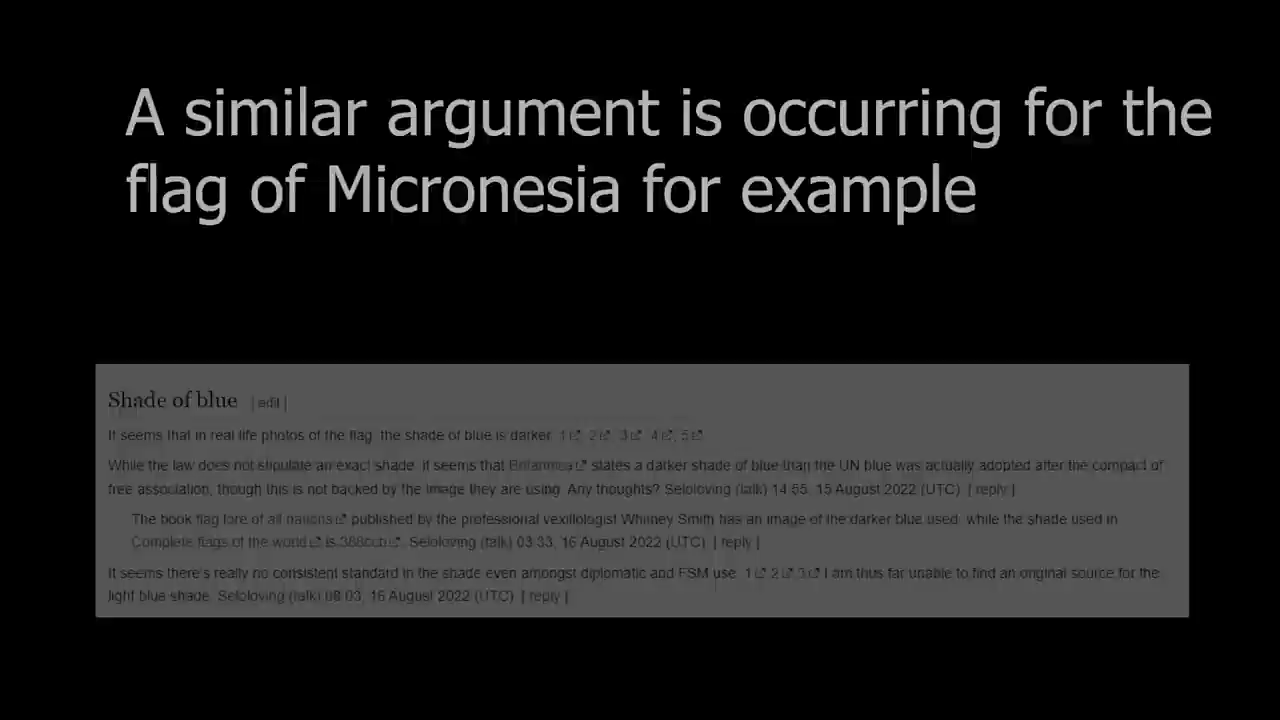 A similar argument is occurring for the
flag of Micronesia for example
Shade of blue [ edit ]
It seems that in real life photos of the flag, the shade of blue is darker. 1, 2, 3, 4, 5
While the law does not stipulate an exact shade, it seems that Britannica states a darker shade of blue than the UN blue was actually adopted after the compact of
free association, though this is not backed by the image they are using. Any thoughts? Seloloving (talk) 14:55, 15 August 2022 (UTC) [ reply ]
The book flag lore of all nations published by the professional vexillologist Whitney Smith has an image of the darker blue used, while the shade used in
Complete flags of the world is Seloloving (talk) 03:33, 16 August 2022 (UTC) [ reply ]
It seems there's really no consistent standard in the shade even amongst diplomatic and FSM use. 1 2 3 I am thus far unable to find an original source for the
light blue shade. Seloloving (talk) 08:03, 16 August 2022 (UTC) [ reply ]